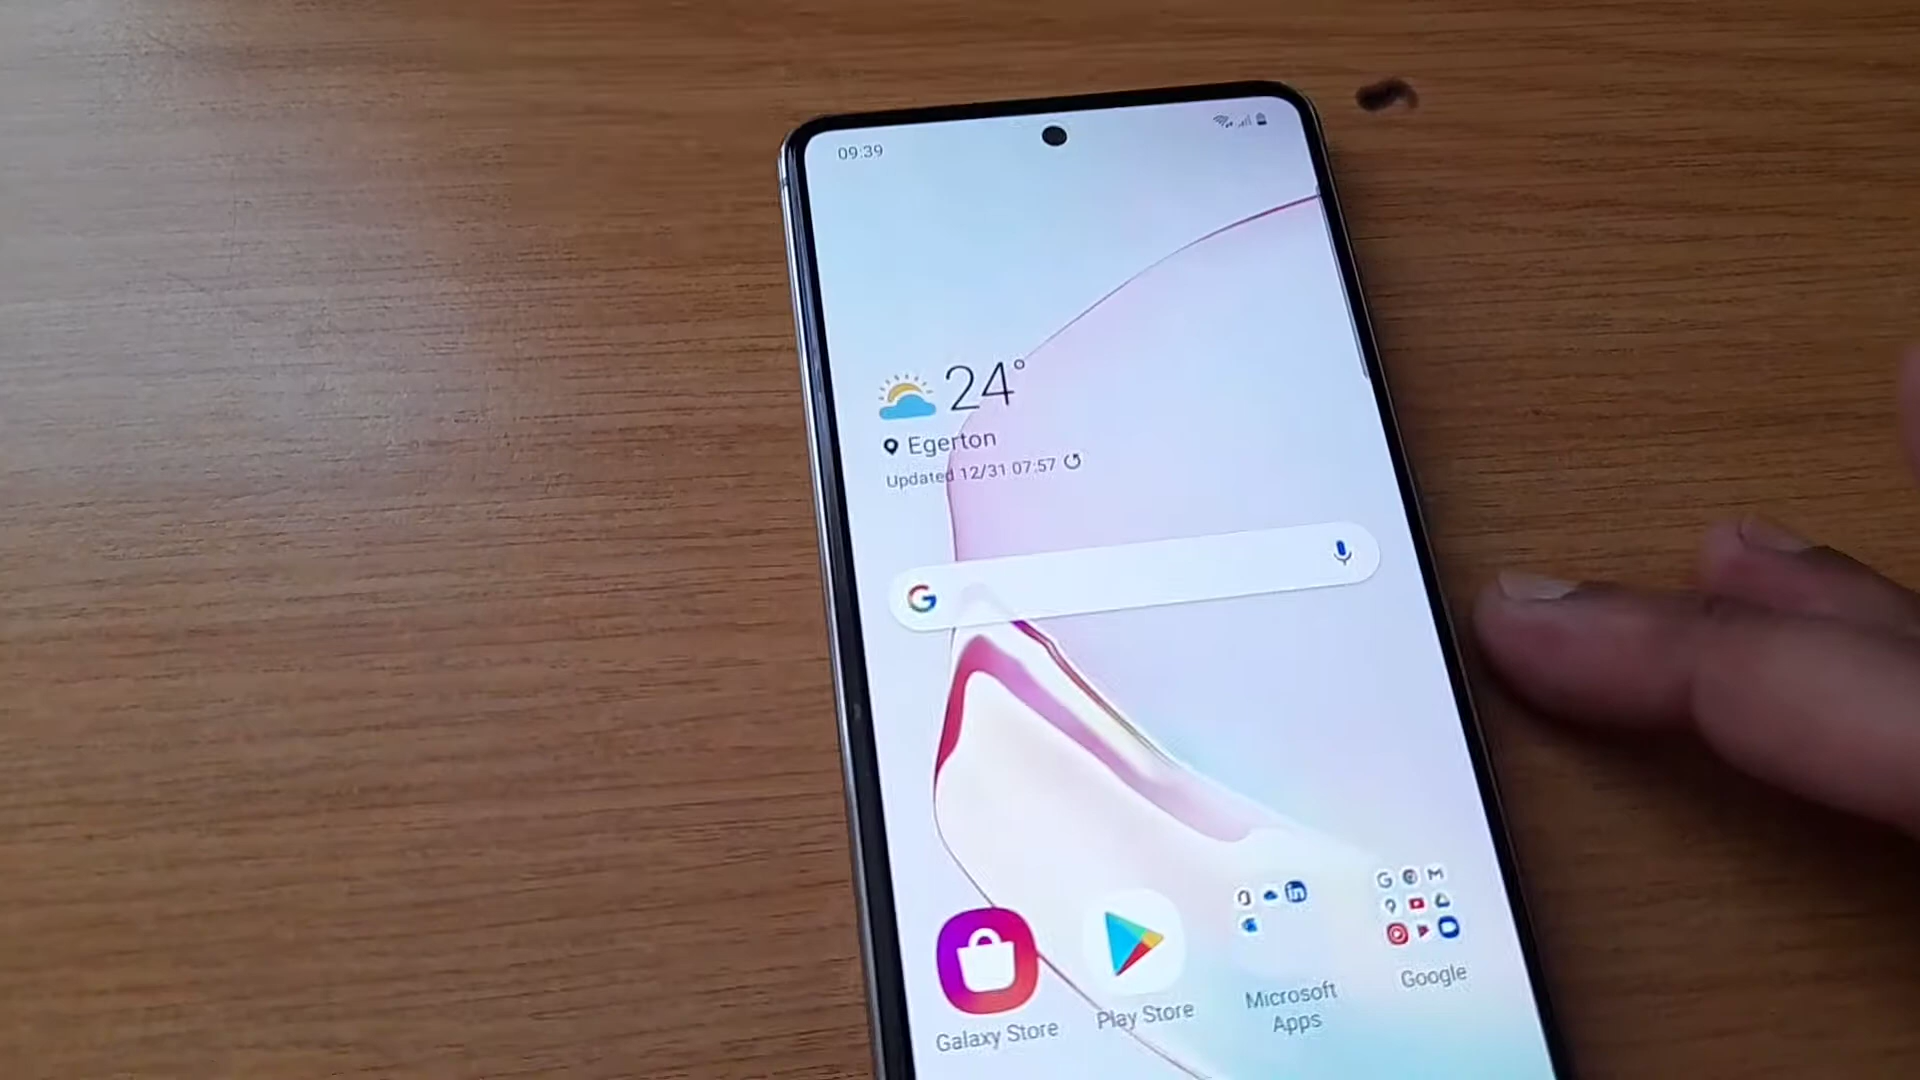 09:39
24°
Egerton
Updated 12/31 07:57
G
Galaxy Store
Play Store
Microsoft
Apps
Google